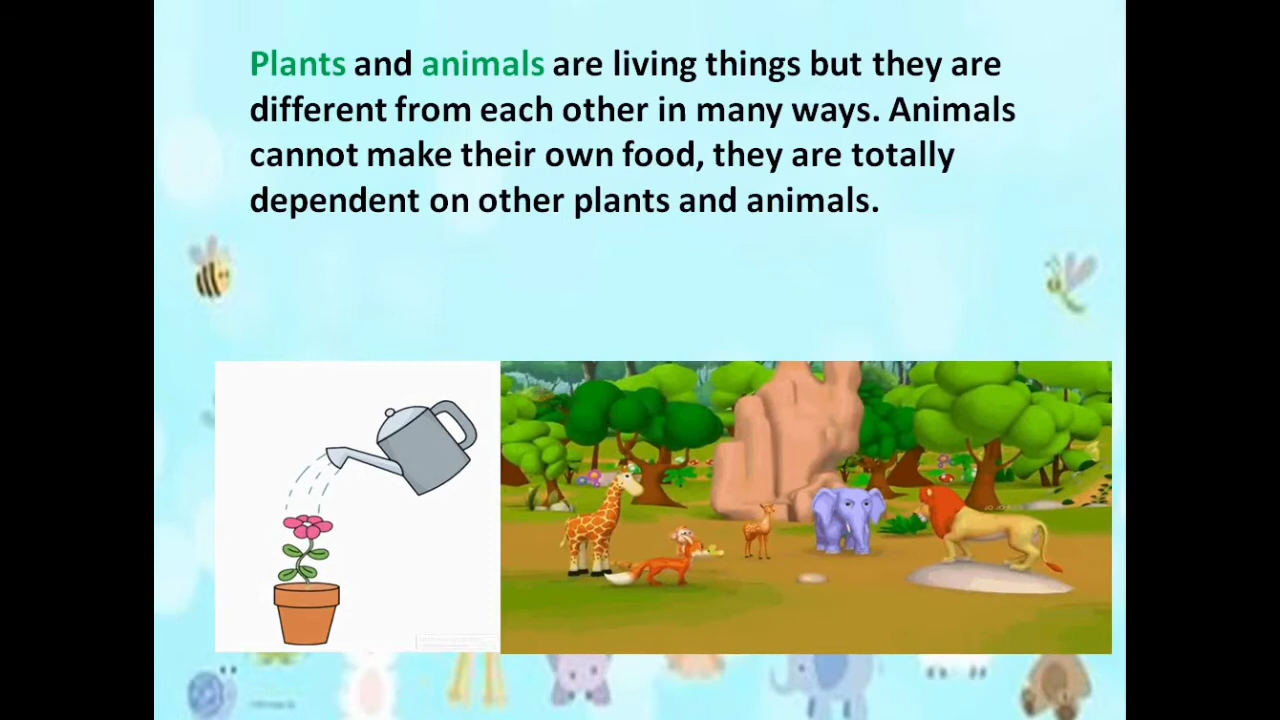 Plants and animals are living things but they are
different from each other in many ways. Animals
cannot make their own food, they are totally
dependent on other plants and animals.